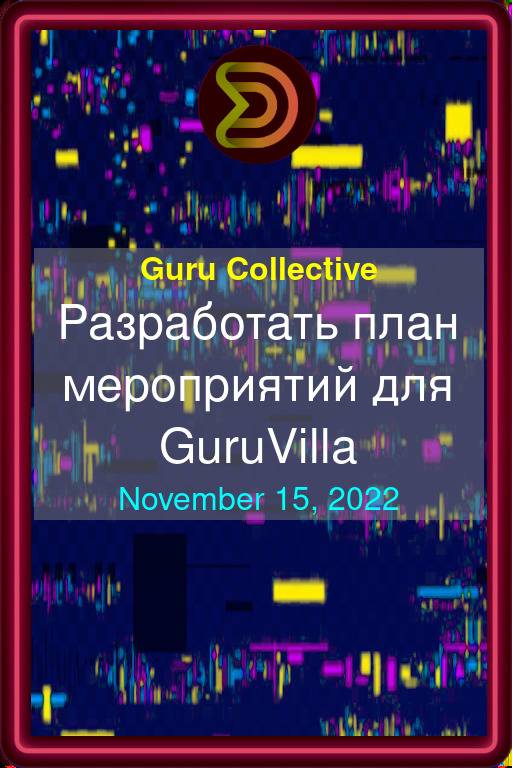 Guru Collective
Разработать план
мероприятий для
GuruVilla
November 15, 2022